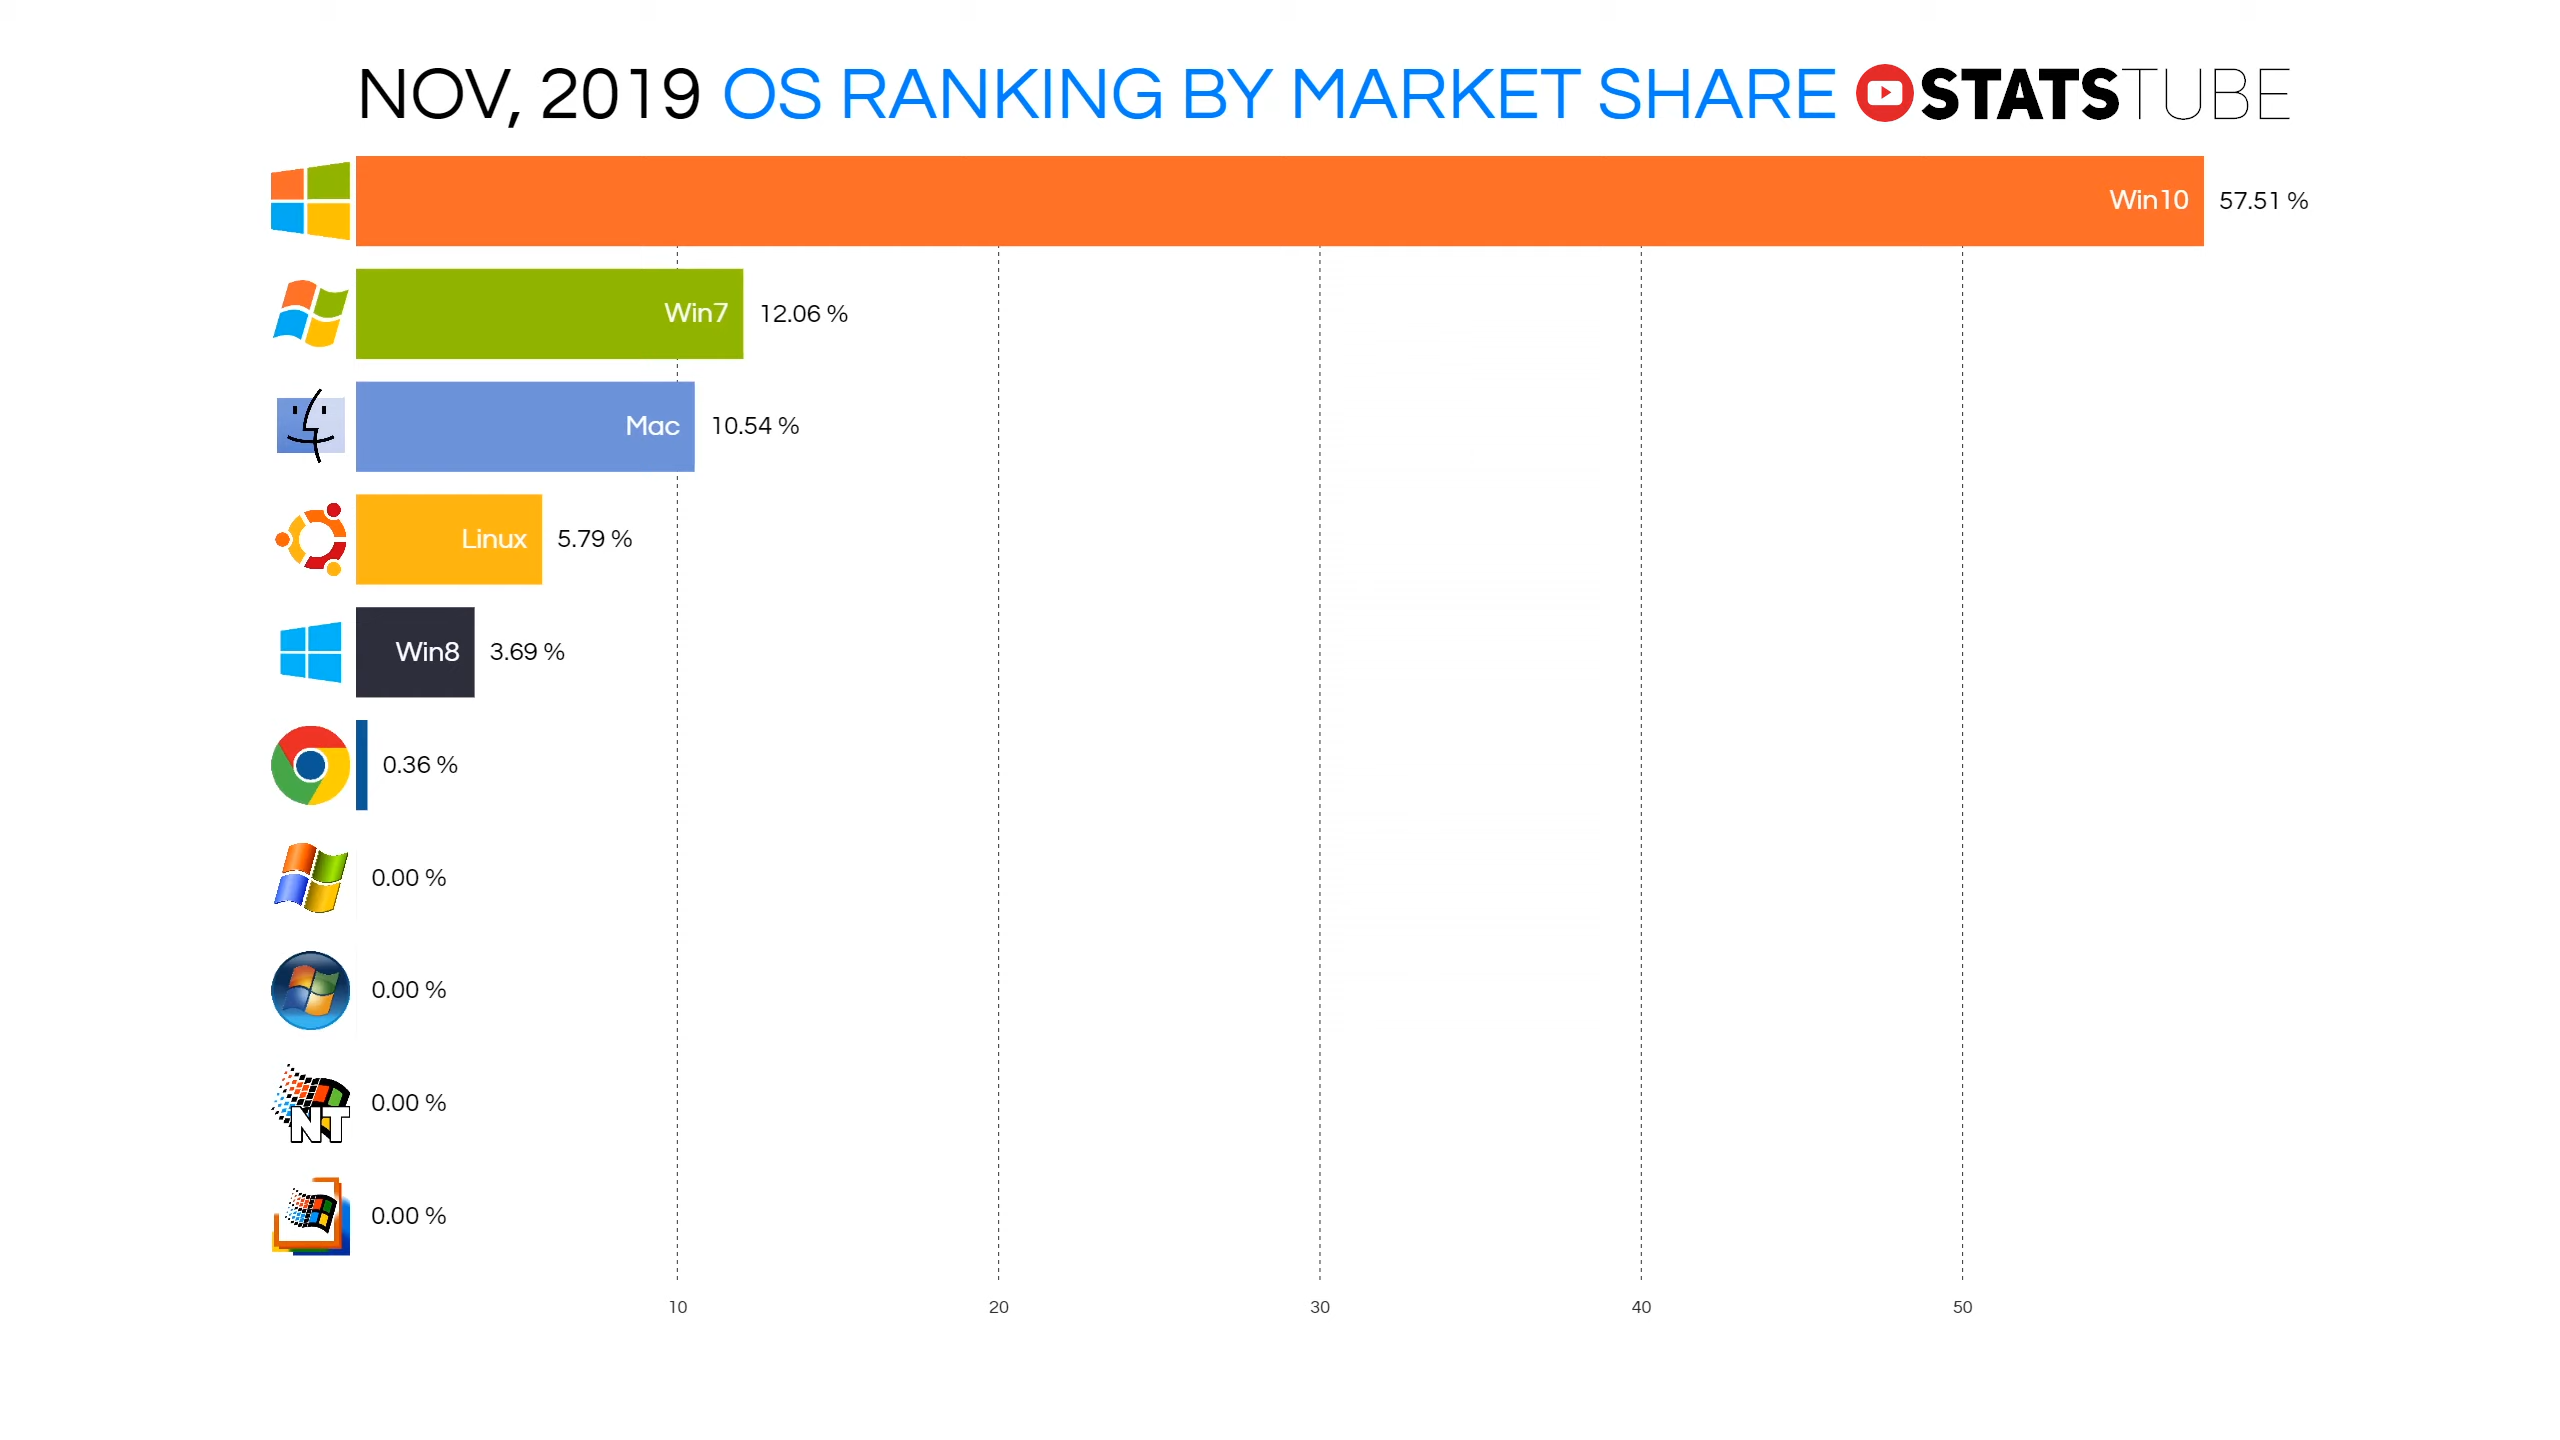 NOV, 2019 OS RANKING BY MARKET SHARE STATSTUBE
Win10 57.51 %
Win7 12.06 %
Mac 10.54 %
Linux 5.79 %
Win8 3.69 %
0.36 %
0.00 %
0.00 %
NT 0.00 %
0.00 %
10 20 30 40 50